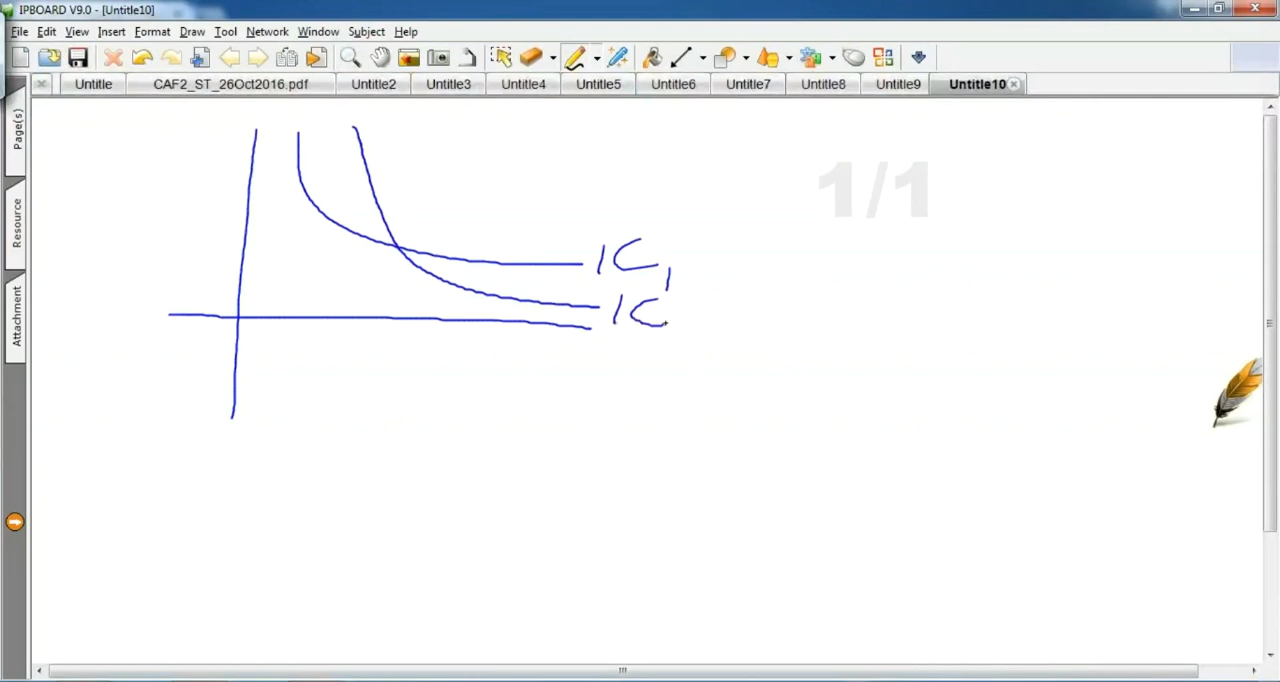 IPBOARD V9.0 - [Untitle10]
File Edit View Insert Format Draw Tool Network Window Subject Help
Untitle CAF2_ST_26Oct2016.pdf Untitle2 Untitle3 Untitle4 Untitle5 Untitle6 Untitle7 Untitle8 Untitle9 Untitle10
Page(s)
Resource
Attachment
1/1
IC1
IC